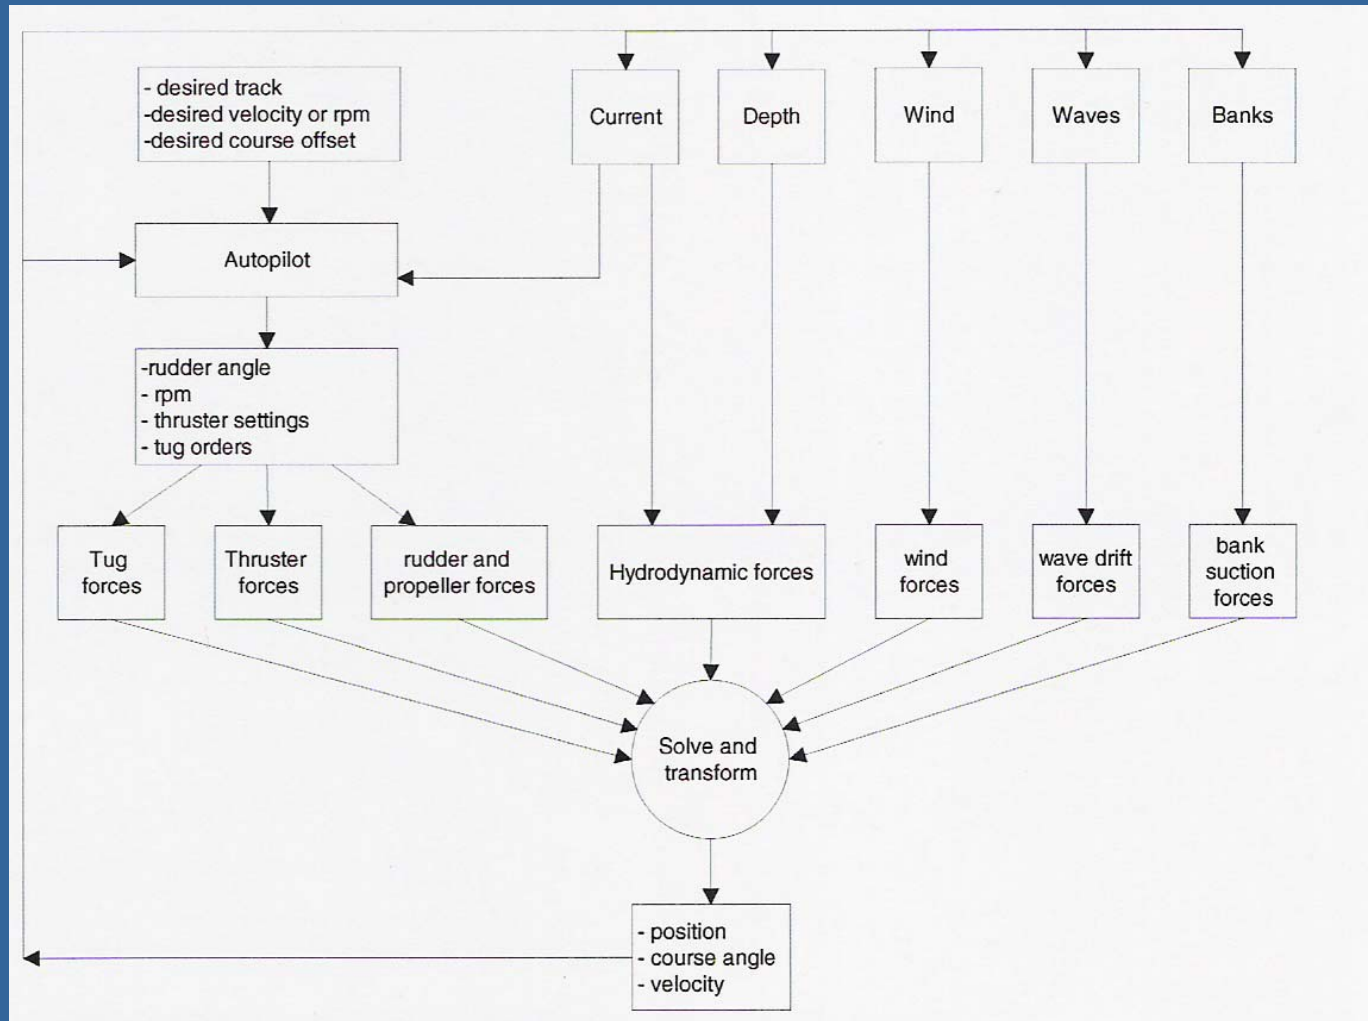 - desired track
-desired velocity or rpm
-desired course offset
Current
Depth
Wind
Waves
Banks
Autopilot
-rudder angle
- rpm
- thruster settings
- tug orders
Tug
forces
Thruster
forces
rudder and
propeller forces
Hydrodynamic forces
wind
forces
wave drift
forces
bank
suction
forces
Solve and
transform
- position
- course angle
- velocity